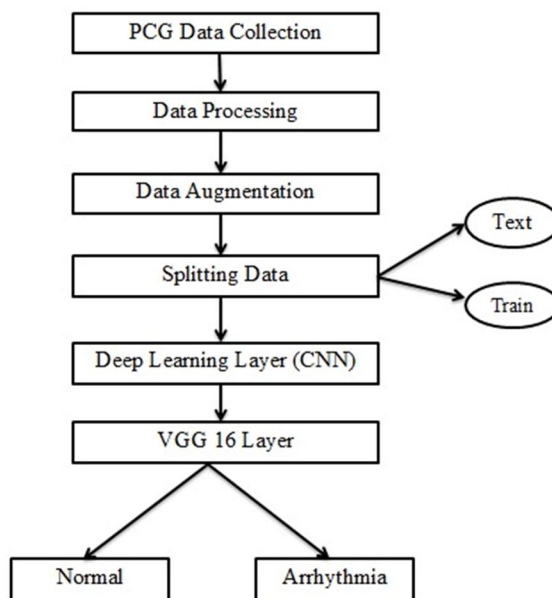 PCG Data Collection
Data Processing
Data Augmentation
Text
Splitting Data
Train
Deep Learning Layer (CNN)
VGG 16 Layer
Normal
Arrhythmia